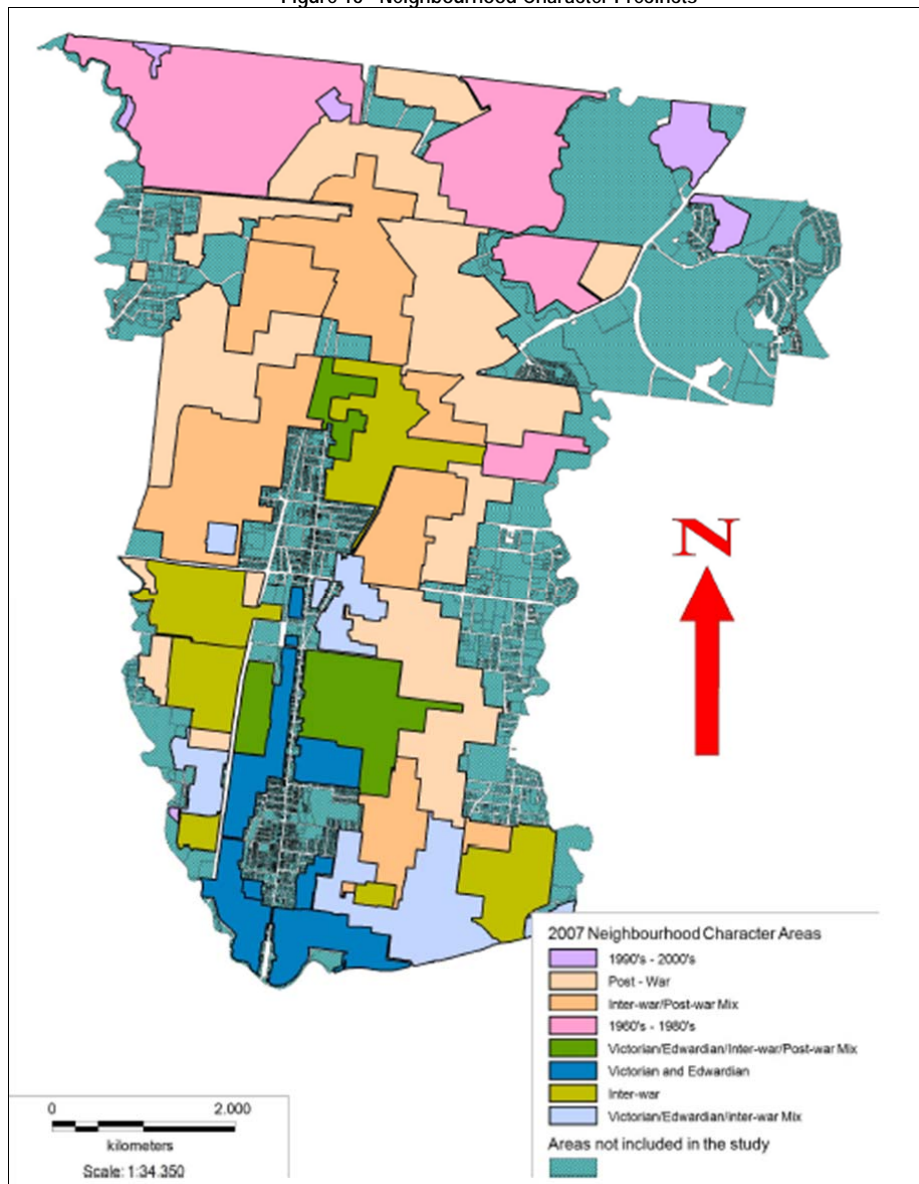 Figure 10 - Neighbourhood Character Precincts
N
2007 Neighbourhood Character Areas
1990's - 2000's
Post - War
Inter-war/Post-war Mix
1960's - 1980's
Victorian/Edwardian/Inter-war/Post-war Mix
Victorian and Edwardian
Inter-war
Victorian/Edwardian/Inter-war Mix
Areas not included in the study
0 2.000
kilometers
Scale: 1:34.350